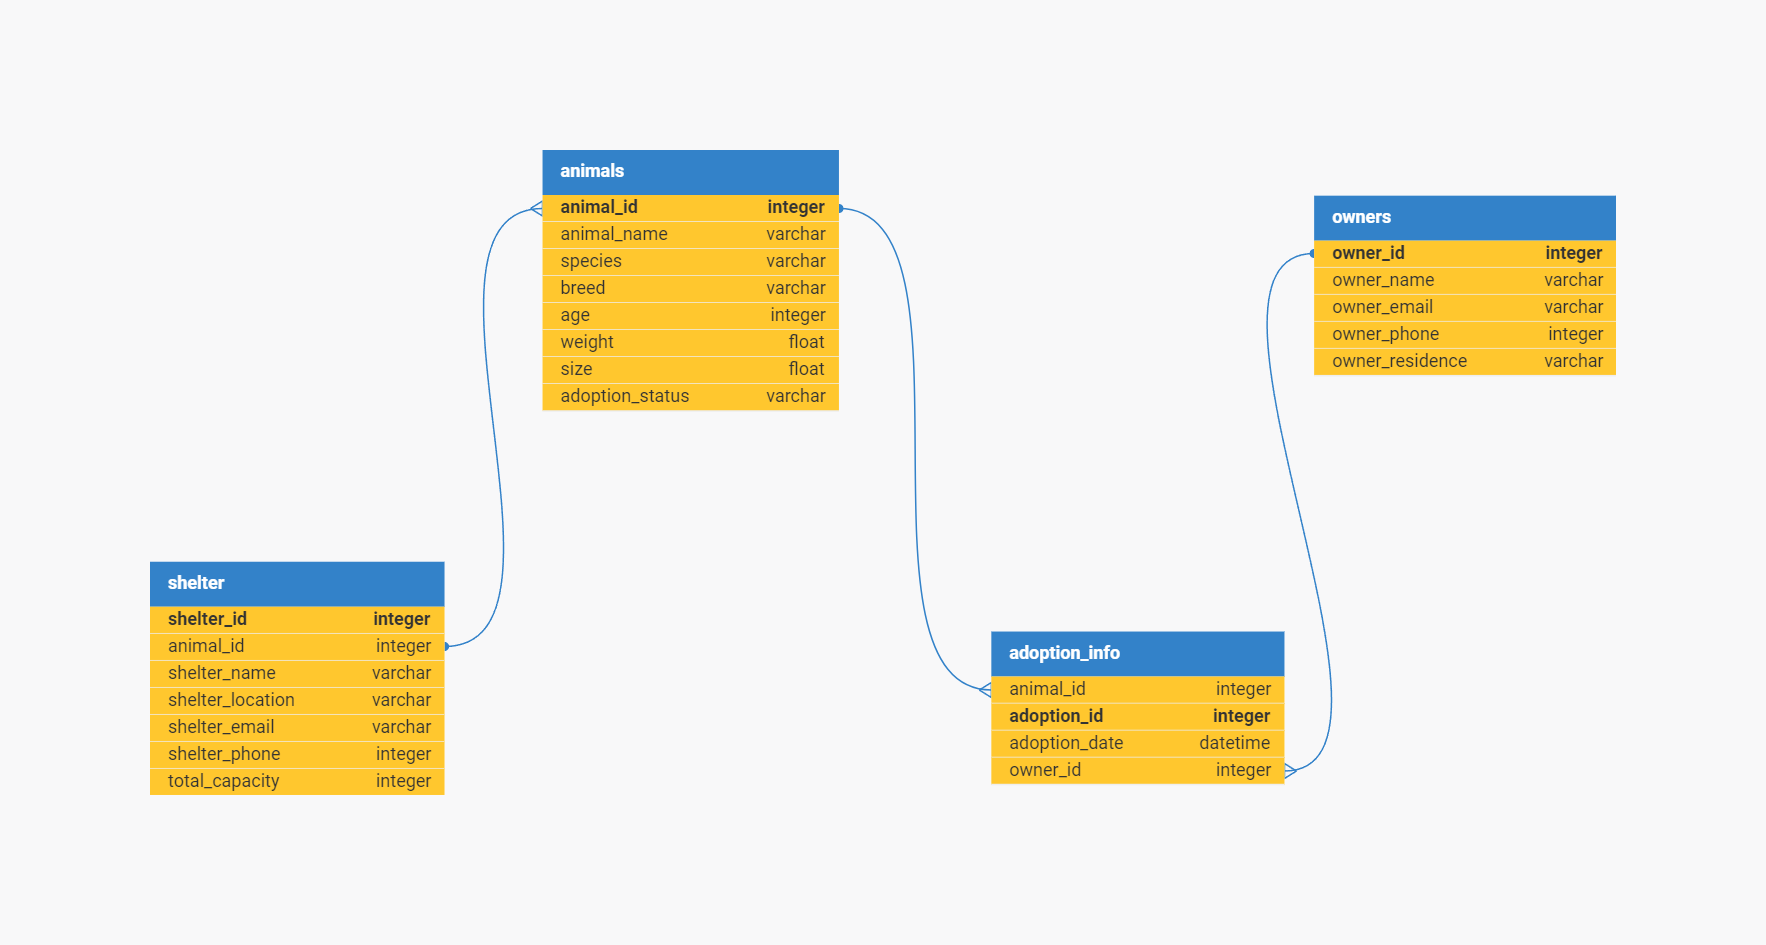 animals
animal_id integer
animal_name varchar
species varchar
breed varchar
age integer
weight float
size float
adoption_status varchar
owners
owner_id integer
owner_name varchar
owner_email varchar
owner_phone integer
owner_residence varchar
shelter
shelter_id integer
animal_id integer
shelter_name varchar
shelter_location varchar
shelter_email varchar
shelter_phone integer
total_capacity integer
adoption_info
animal_id integer
adoption_id integer
adoption_date datetime
owner_id integer